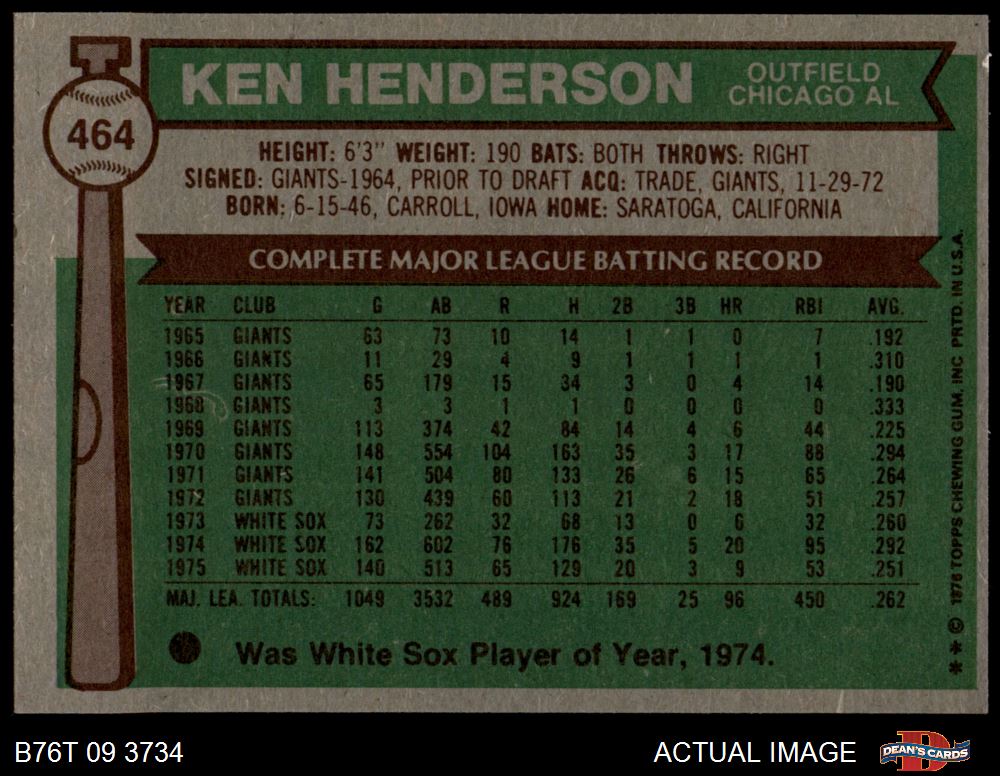 464
KEN HENDERSON
OUTFIELD
CHICAGO AL
HEIGHT: 6'3" WEIGHT: 190 BATS: BOTH THROWS: RIGHT
SIGNED: GIANTS-1964, PRIOR TO DRAFT ACQ: TRADE, GIANTS, 11-29-72
BORN: 6-15-46, CARROLL, IOWA HOME: SARATOGA, CALIFORNIA
COMPLETE MAJOR LEAGUE BATTING RECORD
YEAR CLUB G AB R H 2B 3B HR RBI AVG.
1965 GIANTS 63 73 10 14 1 1 0 7 .192
1966 GIANTS 11 29 4 9 1 1 1 1 .310
1967 GIANTS 65 179 15 34 3 0 4 14 .190
1968 GIANTS 3 3 1 1 0 0 0 0 .333
1969 GIANTS 113 374 42 84 14 4 6 44 .225
1970 GIANTS 148 554 104 163 35 3 17 88 .294
1971 GIANTS 141 504 80 133 26 6 15 65 .264
1972 GIANTS 130 439 60 113 21 2 18 51 .257
1973 WHITE SOX 73 262 32 68 13 0 6 32 .260
1974 WHITE SOX 162 602 76 176 35 5 20 95 .292
1975 WHITE SOX 140 513 65 129 20 3 9 53 .251
MAJ. LEA. TOTALS: 1049 3532 489 924 169 25 96 450 .262
Was White Sox Player of Year, 1974.
** © 1976 TOPPS CHEWING GUM, INC PRTD. IN U.S.A.
B76T 09 3734
ACTUAL IMAGE
D
DEAN'S CARDS